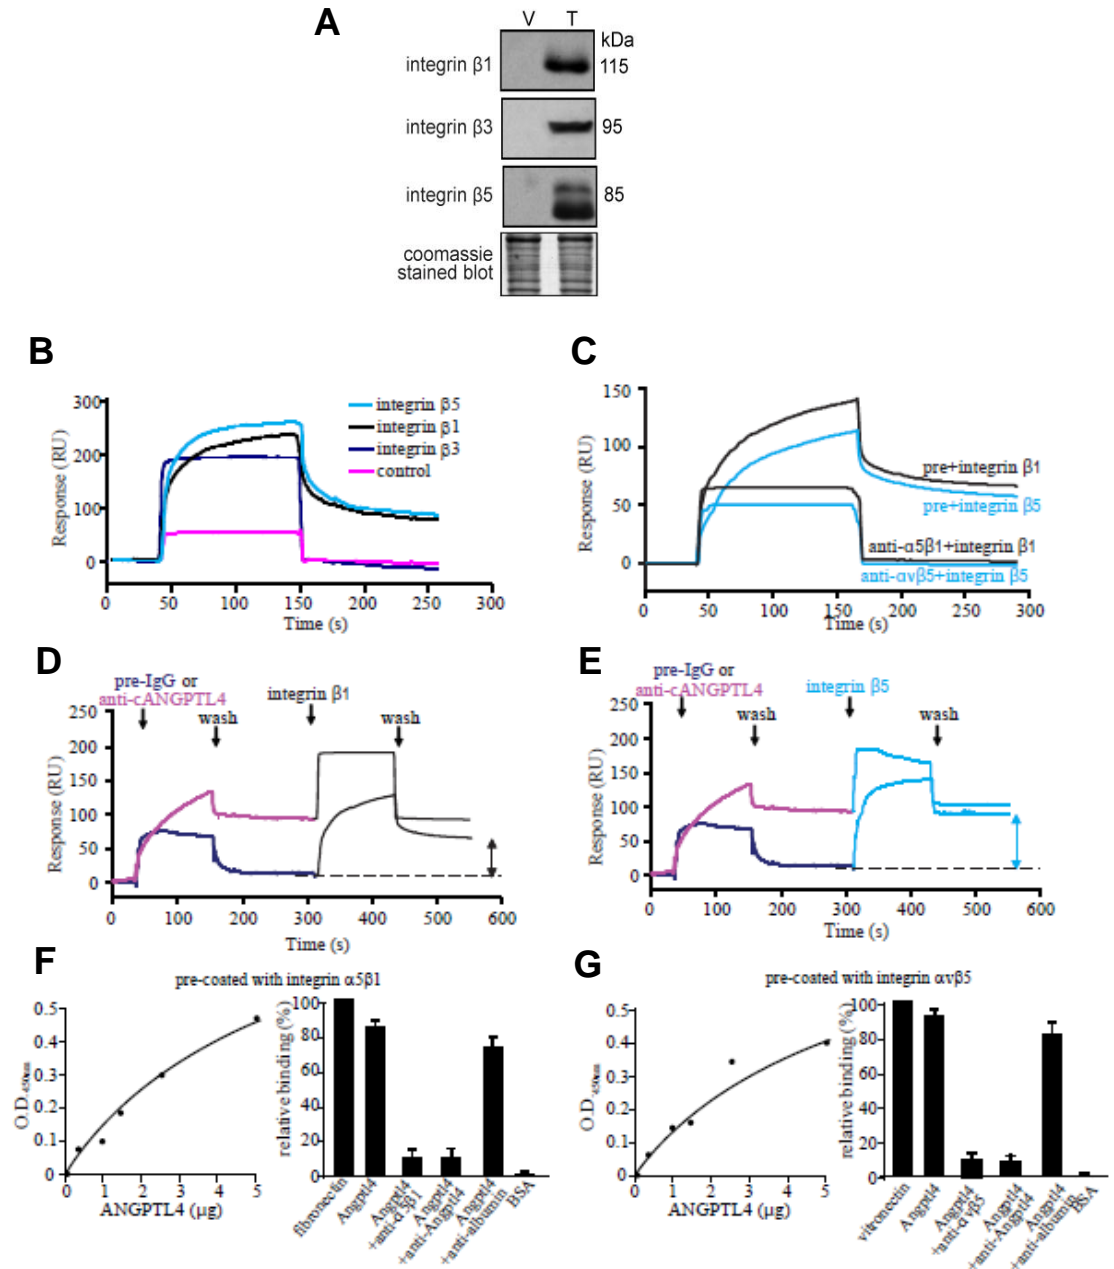 A
V T
kDa
integrin β1 115
integrin β3 95
integrin β5 85
coomassie
stained blot
B
300
200
100
0
Response (RU)
integrin β5
integrin β1
integrin β3
control
0 50 100 150 200 250 300
Time (s)
C
150
100
50
0
Response (RU)
pre+integrin β1
pre+integrin β5
anti-α5β1+integrin β1
anti-αvβ5+integrin β5
0 50 100 150 200 250 300
Time (s)
D
pre-IgG or
anti-cANGPTL4
wash
integrin β1
wash
250
200
150
100
50
0
Response (RU)
0 100 200 300 400 500 600
Time (s)
E
pre-IgG or
anti-cANGPTL4
wash
integrin β5
wash
250
200
150
100
50
0
Response (RU)
0 100 200 300 400 500 600
Time (s)
F
pre-coated with integrin α5β1
0.5
0.4
0.3
0.2
0.1
0
O.D.450nm
0 1 2 3 4 5
ANGPTL4 (μg)
100
80
60
40
20
0
relative binding (%)
fibronectin
Angptl4
Angptl4
+anti-α5β1
Angptl4
+anti-Angptl4
Angptl4
+anti-albumin
BSA
G
pre-coated with integrin αvβ5
0.5
0.4
0.3
0.2
0.1
0
O.D.450nm
0 1 2 3 4 5
ANGPTL4 (μg)
100
80
60
40
20
0
relative binding (%)
vitronectin
Angptl4
Angptl4
+anti-αvβ5
Angptl4
+anti-Angptl4
Angptl4
+anti-albumin
BSA